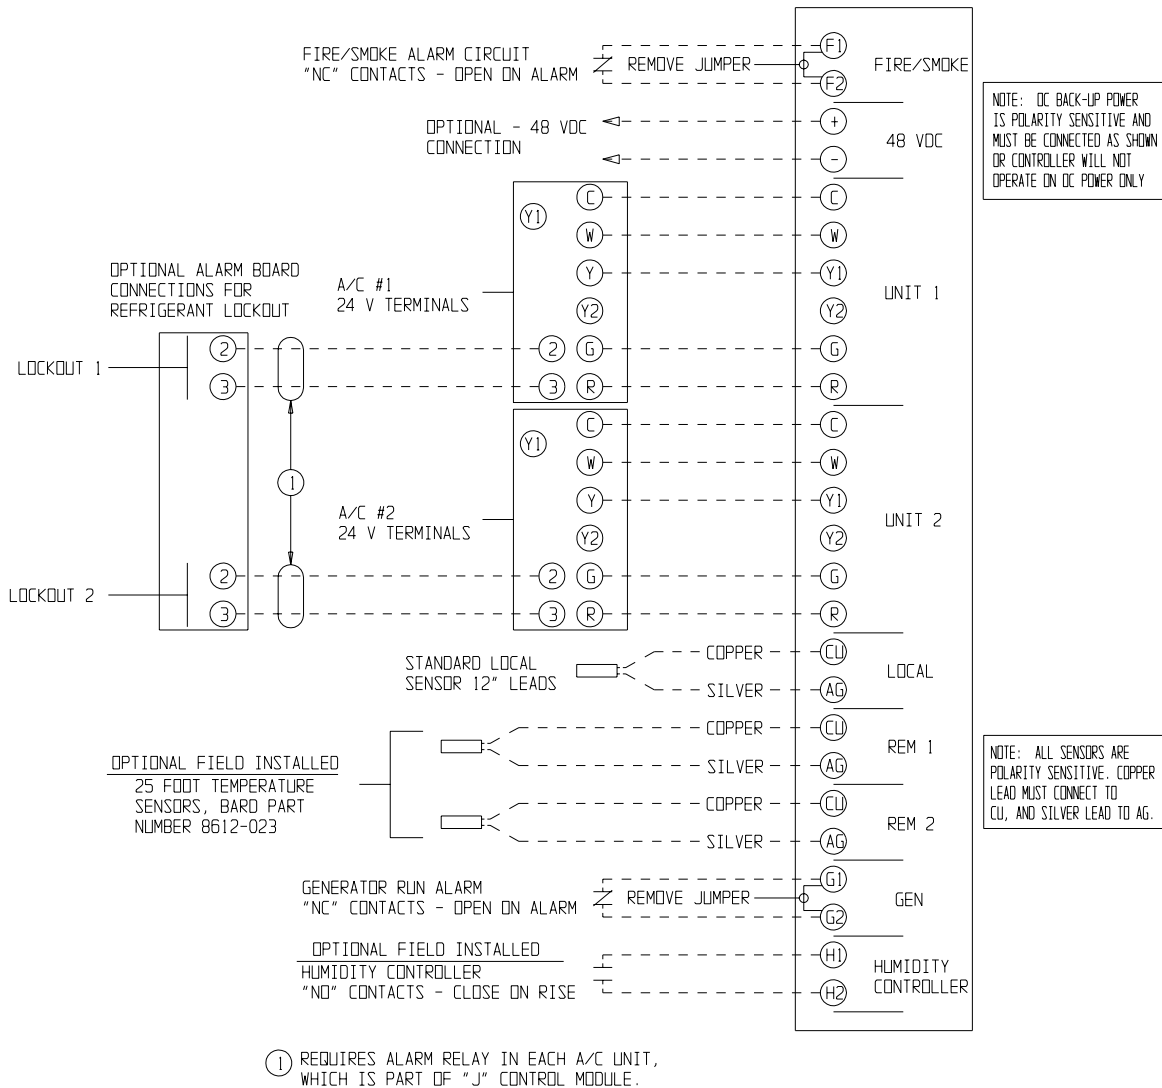 FIRE/SMOKE ALARM CIRCUIT
"NC" CONTACTS - OPEN ON ALARM
REMOVE JUMPER
F1
F2
FIRE/SMOKE
OPTIONAL - 48 VDC
CONNECTION
+
-
48 VDC
NOTE: DC BACK-UP POWER
IS POLARITY SENSITIVE AND
MUST BE CONNECTED AS SHOWN
OR CONTROLLER WILL NOT
OPERATE ON DC POWER ONLY
OPTIONAL ALARM BOARD
CONNECTIONS FOR
REFRIGERANT LOCKOUT
LOCKOUT 1
2
3
1
LOCKOUT 2
2
3
A/C #1
24 V TERMINALS
Y1
C
W
Y
Y2
2 G
3 R
C
W
Y1
Y2
G
R
UNIT 1
A/C #2
24 V TERMINALS
Y1
C
W
Y
Y2
2 G
3 R
C
W
Y1
Y2
G
R
UNIT 2
STANDARD LOCAL
SENSOR 12" LEADS
COPPER CU
SILVER AG
LOCAL
OPTIONAL FIELD INSTALLED
25 FOOT TEMPERATURE
SENSORS, BARD PART
NUMBER 8612-023
COPPER CU
SILVER AG
REM 1
COPPER CU
SILVER AG
REM 2
NOTE: ALL SENSORS ARE
POLARITY SENSITIVE. COPPER
LEAD MUST CONNECT TO
CU, AND SILVER LEAD TO AG.
GENERATOR RUN ALARM
"NC" CONTACTS - OPEN ON ALARM
REMOVE JUMPER
G1
G2
GEN
OPTIONAL FIELD INSTALLED
HUMIDITY CONTROLLER
"NO" CONTACTS - CLOSE ON RISE
H1
H2
HUMIDITY
CONTROLLER
1 REQUIRES ALARM RELAY IN EACH A/C UNIT,
WHICH IS PART OF "J" CONTROL MODULE.